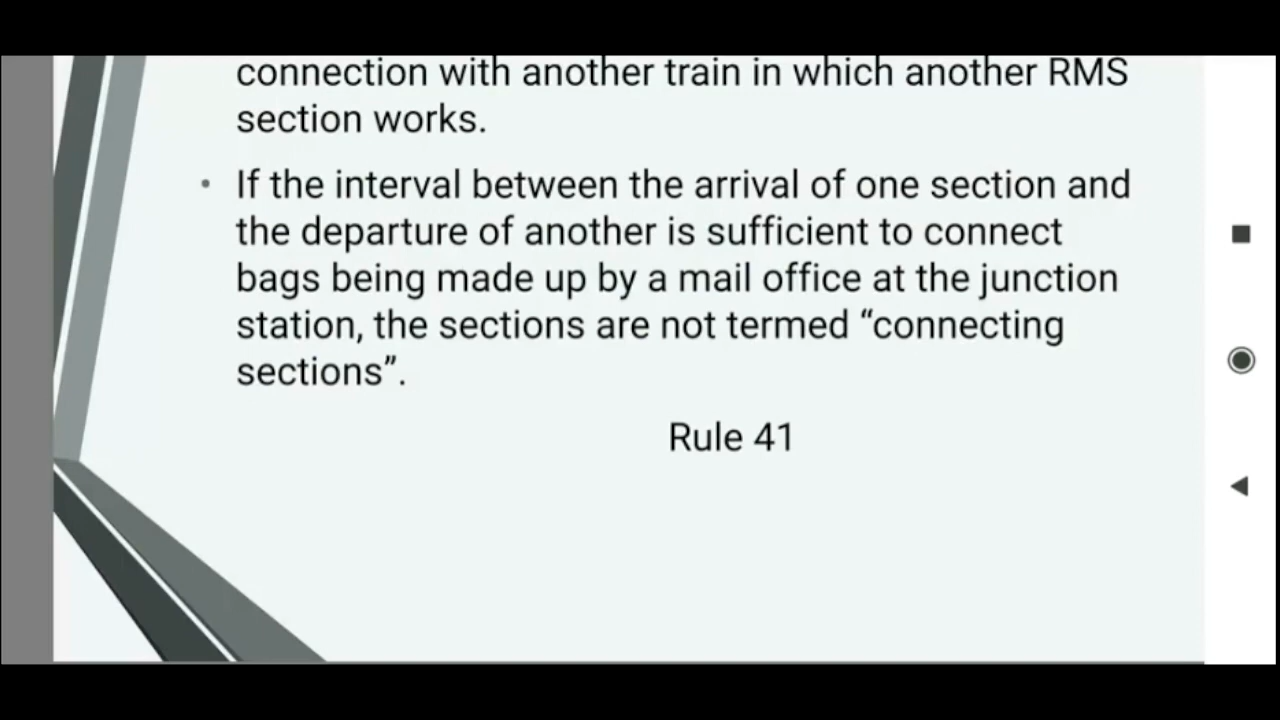 connection with another train in which another RMS
section works.
• If the interval between the arrival of one section and
the departure of another is sufficient to connect
bags being made up by a mail office at the junction
station, the sections are not termed “connecting
sections”.
Rule 41